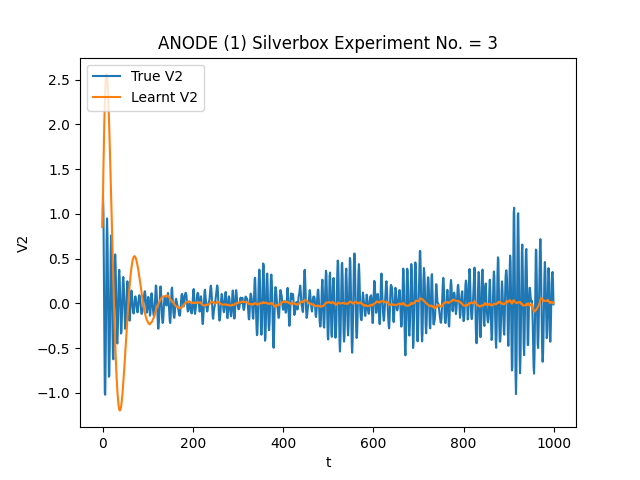 ANODE (1) Silverbox Experiment No. = 3
True V2
Learnt V2
2.5
2.0
1.5
1.0
0.5
0.0
−0.5
−1.0
V2
0 200 400 600 800 1000
t